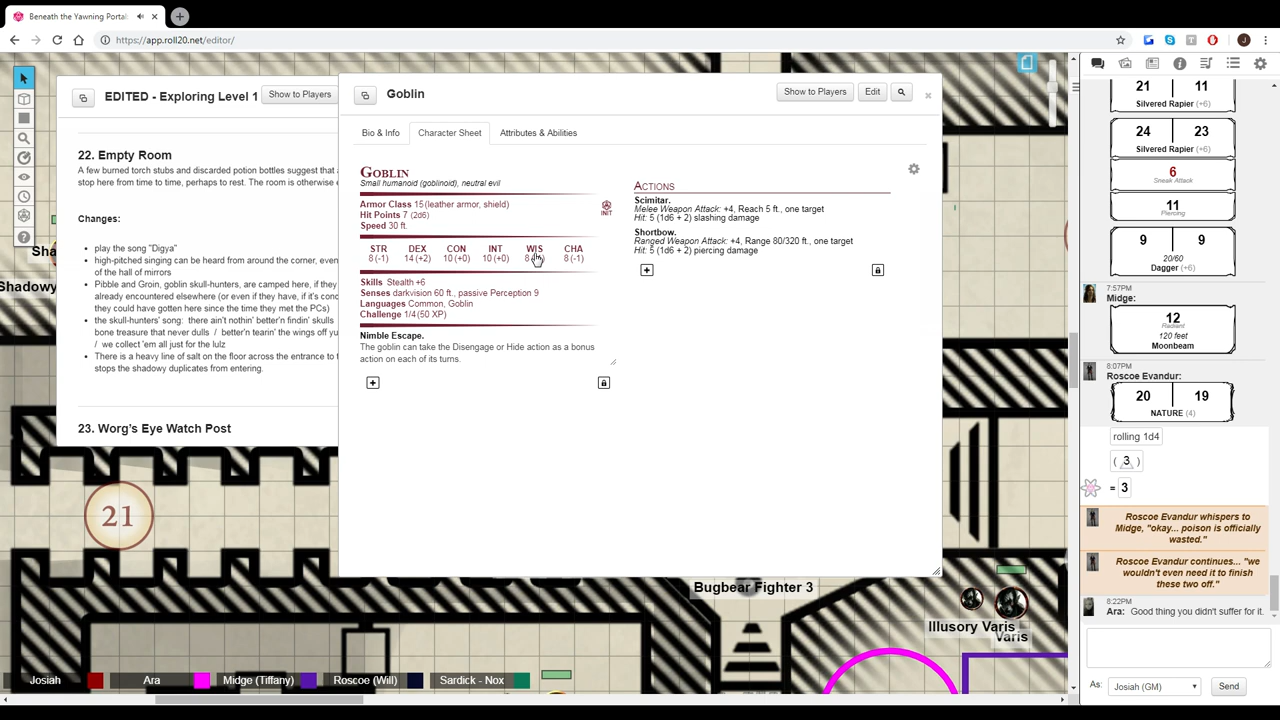 Beneath the Yawning Porta
https://app.roll20.net/editor/
J
EDITED - Exploring Level 1
Show to Players
22. Empty Room
A few burned torch stubs and discarded potion bottles suggest that
stop here from time to time, perhaps to rest. The room is otherwise
Changes:
play the song "Digya"
high-pitched singing can be heard from around the corner, even
of the hall of mirrors
Pibble and Groin, goblin skull-hunters, are camped here, if they
already encountered elsewhere (or even if they have, if it's conc
they could have gotten here since the time they met the PCs)
the skull-hunters' song: there ain't nothin' better'n findin' skulls
bone treasure that never dulls / better'n tearin' the wings off yu
/ we collect 'em all just for the lulz
There is a heavy line of salt on the floor across the entrance to t
stops the shadowy duplicates from entering.
23. Worg's Eye Watch Post
Goblin
Show to Players
Edit
Bio & Info
Character Sheet
Attributes & Abilities
GOBLIN
Small humanoid (goblinoid), neutral evil
Armor Class 15(leather armor, shield)
Hit Points 7 (2d6)
Speed 30 ft.
INIT
STR DEX CON INT WIS CHA
8 (-1) 14 (+2) 10 (+0) 10 (+0) 8 8 (-1)
Skills Stealth +6
Senses darkvision 60 ft., passive Perception 9
Languages Common, Goblin
Challenge 1/4(50 XP)
Nimble Escape.
The goblin can take the Disengage or Hide action as a bonus
action on each of its turns.
ACTIONS
Scimitar.
Melee Weapon Attack: +4, Reach 5 ft., one target
Hit: 5 (1d6 + 2) slashing damage
Shortbow.
Ranged Weapon Attack: +4, Range 80/320 ft., one target
Hit: 5 (1d6 + 2) piercing damage
Sha
Shadowy
21
Bugbear Fighter 3
Illusory Varis
Varis
Josiah
Ara
Midge (Tiffany)
Roscoe (Will)
Sardick - Nox
21 11
Silvered Rapier (+6)
24 23
Silvered Rapier (+6)
6
Sneak Attack
11
Piercing
9 9
20/60
Dagger (+6)
7:57PM
Midge:
12
Radiant
120 feet
Moonbeam
8:07PM
Roscoe Evandur:
20 19
NATURE (4)
rolling 1d4
( 3 )
= 3
Roscoe Evandur whispers to
Midge, "okay... poison is officially
wasted."
Roscoe Evandur continues... "we
wouldn't even need it to finish
these two off."
8:22PM
Ara: Good thing you didn't suffer for it.
As:
Josiah (GM)
Send